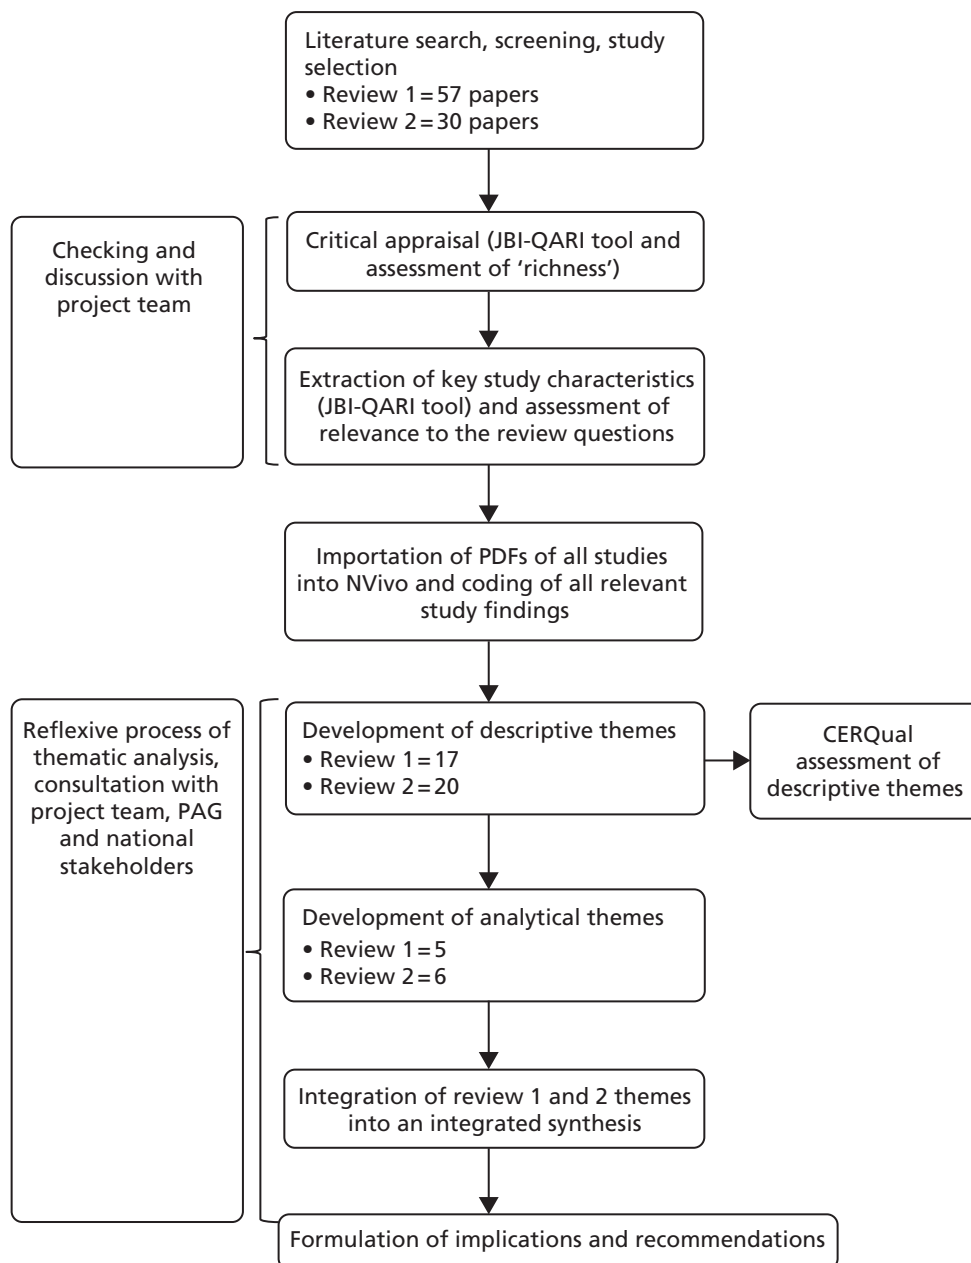 Literature search, screening, study
selection
• Review 1 = 57 papers
• Review 2 = 30 papers
Checking and
discussion with
project team
Critical appraisal (JBI-QARI tool and
assessment of ‘richness’)
Extraction of key study characteristics
(JBI-QARI tool) and assessment of
relevance to the review questions
Importation of PDFs of all studies
into NVivo and coding of all relevant
study findings
Reflexive process of
thematic analysis,
consultation with
project team, PAG
and national
stakeholders
Development of descriptive themes
• Review 1 = 17
• Review 2 = 20
CERQual
assessment of
descriptive themes
Development of analytical themes
• Review 1 = 5
• Review 2 = 6
Integration of review 1 and 2 themes
into an integrated synthesis
Formulation of implications and recommendations